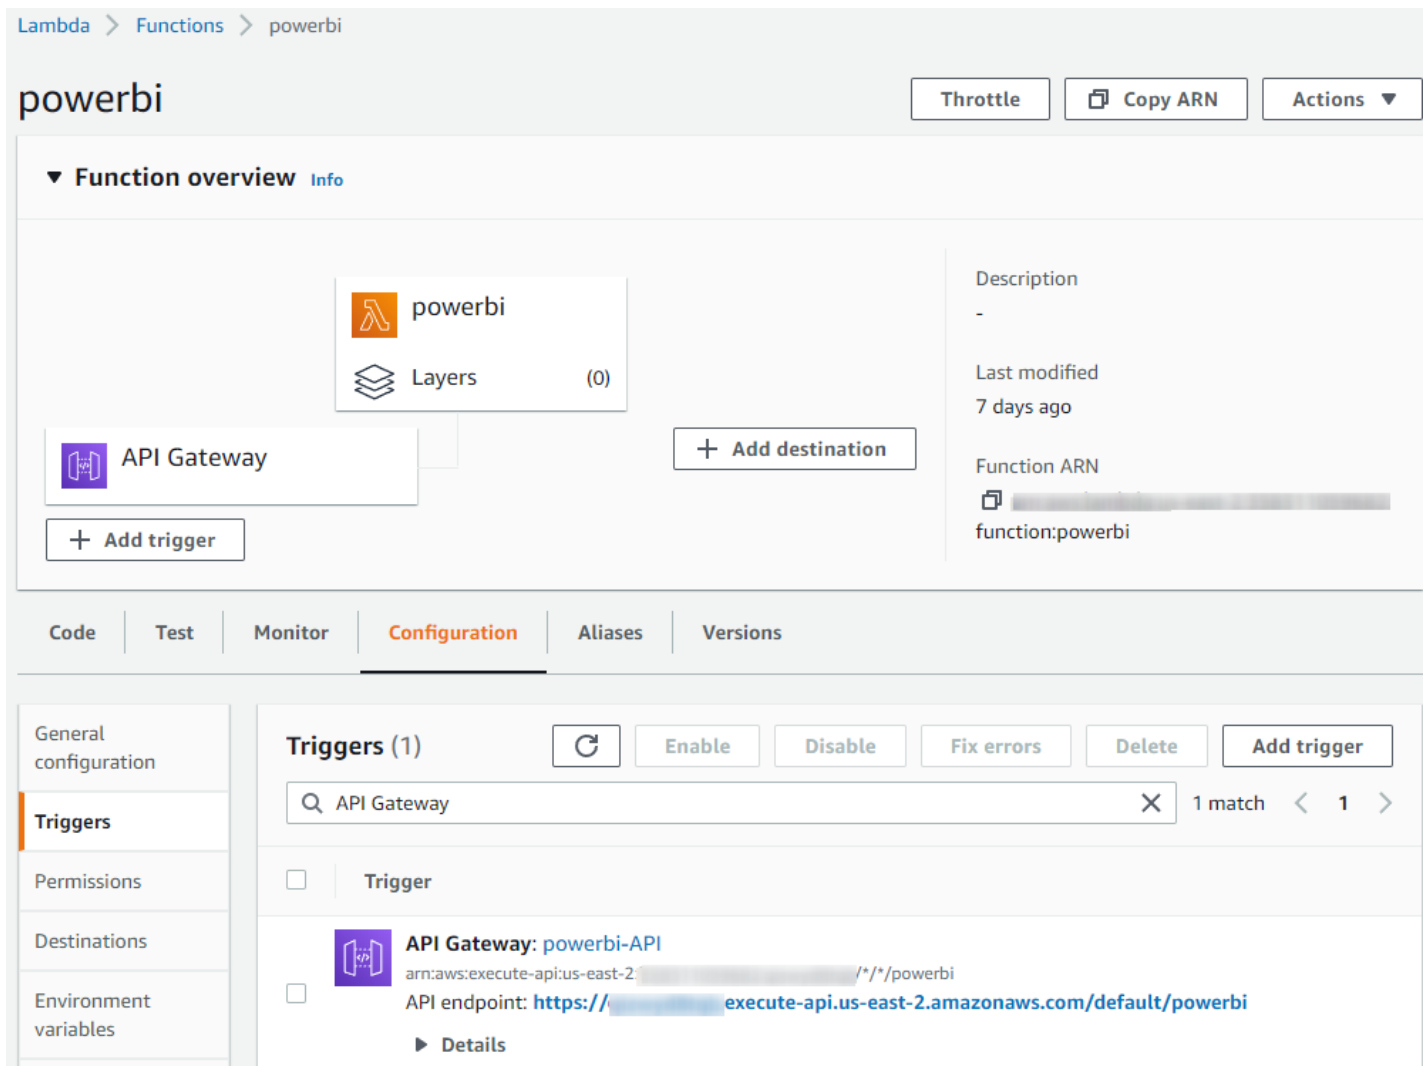 Lambda > Functions > powerbi
powerbi
Throttle
Copy ARN
Actions ▼
▼ Function overview Info
powerbi
Layers (0)
API Gateway
+ Add trigger
+ Add destination
Description
-
Last modified
7 days ago
Function ARN
function:powerbi
Code
Test
Monitor
Configuration
Aliases
Versions
General
configuration
Triggers
Permissions
Destinations
Environment
variables
Triggers (1)
Enable
Disable
Fix errors
Delete
Add trigger
API Gateway
1 match < 1 >
Trigger
API Gateway: powerbi-API
arn:aws:execute-api:us-east-2: /*/*/powerbi
API endpoint: https:// execute-api.us-east-2.amazonaws.com/default/powerbi
▶ Details